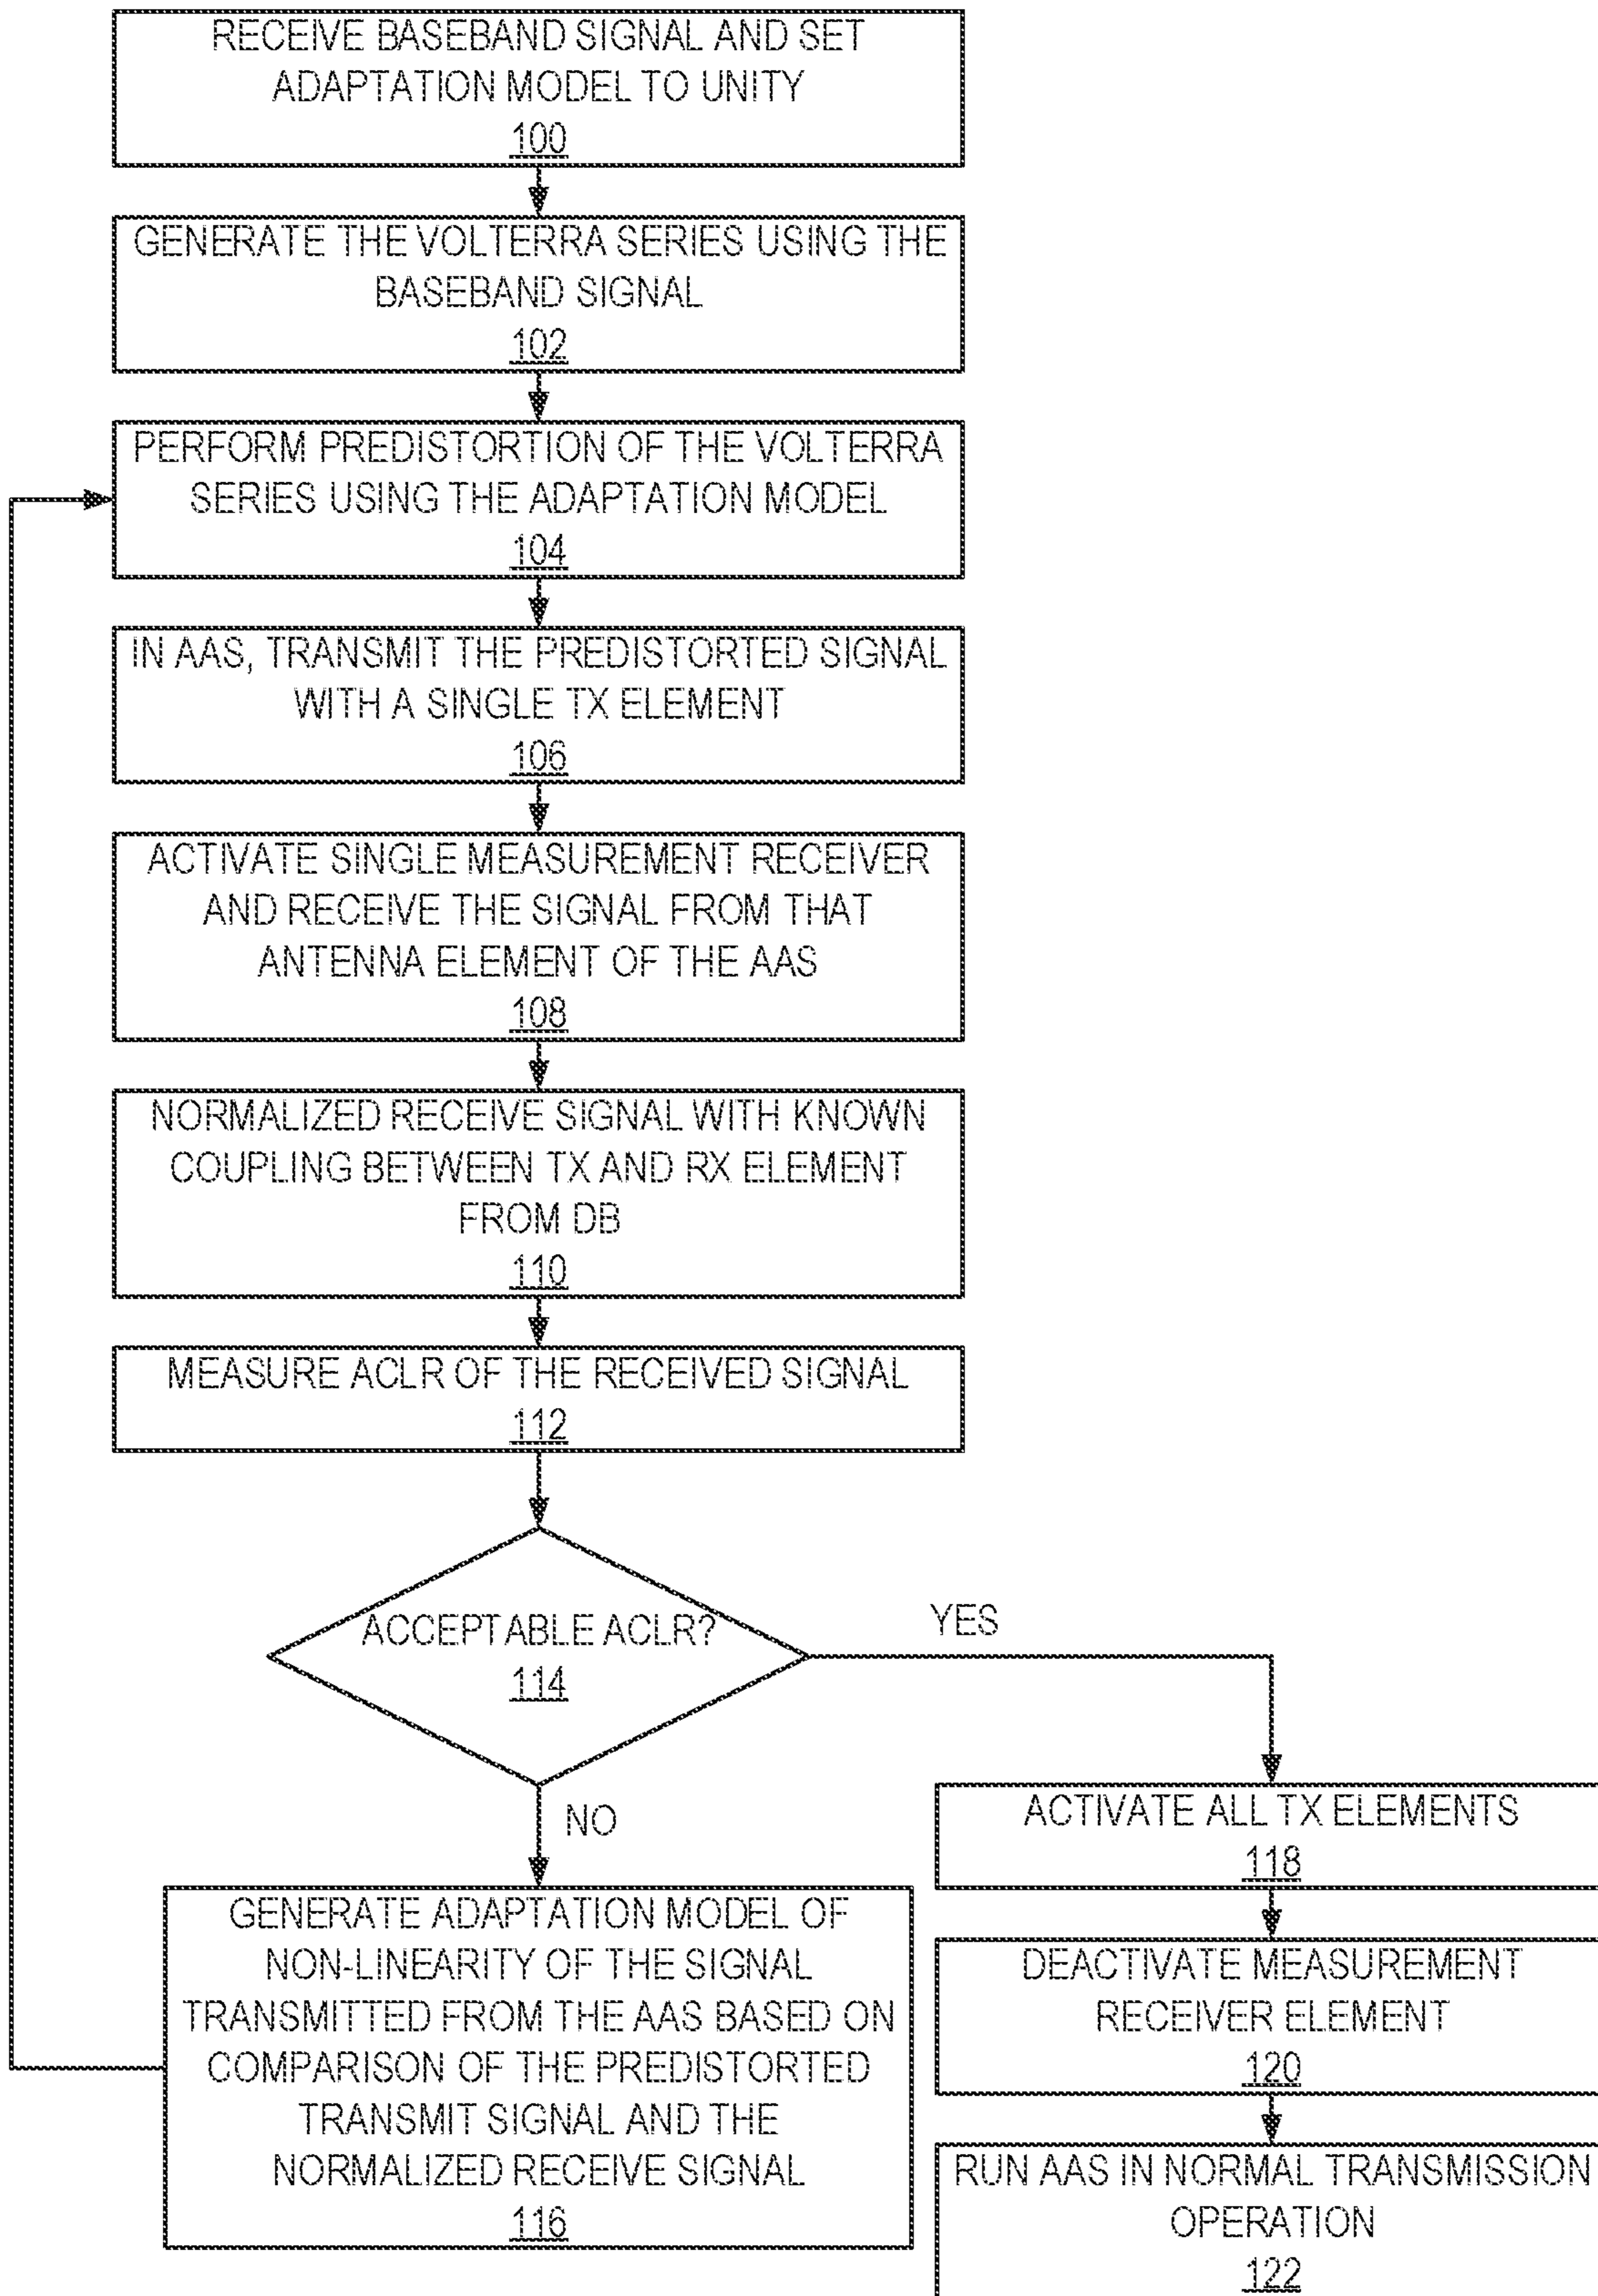 RECEIVE BASEBAND SIGNAL AND SET
ADAPTATION MODEL TO UNITY
100
GENERATE THE VOLTERRA SERIES USING THE
BASEBAND SIGNAL
102
PERFORM PREDISTORTION OF THE VOLTERRA
SERIES USING THE ADAPTATION MODEL
104
IN AAS, TRANSMIT THE PREDISTORTED SIGNAL
WITH A SINGLE TX ELEMENT
106
ACTIVATE SINGLE MEASUREMENT RECEIVER
AND RECEIVE THE SIGNAL FROM THAT
ANTENNA ELEMENT OF THE AAS
108
NORMALIZED RECEIVE SIGNAL WITH KNOWN
COUPLING BETWEEN TX AND RX ELEMENT
FROM DB
110
MEASURE ACLR OF THE RECEIVED SIGNAL
112
ACCEPTABLE ACLR?
114
YES
NO
GENERATE ADAPTATION MODEL OF
NON-LINEARITY OF THE SIGNAL
TRANSMITTED FROM THE AAS BASED ON
COMPARISON OF THE PREDISTORTED
TRANSMIT SIGNAL AND THE
NORMALIZED RECEIVE SIGNAL
116
ACTIVATE ALL TX ELEMENTS
118
DEACTIVATE MEASUREMENT
RECEIVER ELEMENT
120
RUN AAS IN NORMAL TRANSMISSION
OPERATION
122